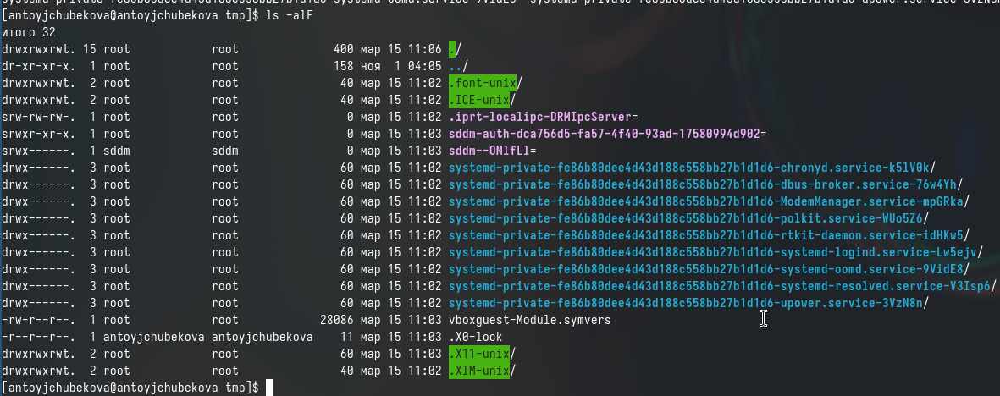 [antoyjchubekova@antoyjchubekova tmp]$ ls -alF
итого 32
drwxrwxrwt. 15 root            root              400 мар 15 11:06 ./
dr-xr-xr-x.  1 root            root              158 ноя  1 04:05 ../
drwxrwxrwt.  2 root            root               40 мар 15 11:02 .font-unix/
drwxrwxrwt.  2 root            root               40 мар 15 11:02 .ICE-unix/
srw-rw-rw-.  1 root            root                0 мар 15 11:02 .iprt-localipc-DRMIpcServer=
srwxr-xr-x.  1 root            root                0 мар 15 11:03 sddm-auth-dca756d5-fa57-4f40-93ad-17580994d902=
srwx------.  1 sddm            sddm                0 мар 15 11:03 sddm--OMlfLl=
drwx------.  3 root            root               60 мар 15 11:02 systemd-private-fe86b80dee4d43d188c558bb27b1d1d6-chronyd.service-k5lV0k/
drwx------.  3 root            root               60 мар 15 11:02 systemd-private-fe86b80dee4d43d188c558bb27b1d1d6-dbus-broker.service-76w4Yh/
drwx------.  3 root            root               60 мар 15 11:02 systemd-private-fe86b80dee4d43d188c558bb27b1d1d6-ModemManager.service-mpGRka/
drwx------.  3 root            root               60 мар 15 11:02 systemd-private-fe86b80dee4d43d188c558bb27b1d1d6-polkit.service-WUo5Z6/
drwx------.  3 root            root               60 мар 15 11:02 systemd-private-fe86b80dee4d43d188c558bb27b1d1d6-rtkit-daemon.service-idHKw5/
drwx------.  3 root            root               60 мар 15 11:02 systemd-private-fe86b80dee4d43d188c558bb27b1d1d6-systemd-logind.service-Lw5ejv/
drwx------.  3 root            root               60 мар 15 11:02 systemd-private-fe86b80dee4d43d188c558bb27b1d1d6-systemd-oomd.service-9VidE8/
drwx------.  3 root            root               60 мар 15 11:02 systemd-private-fe86b80dee4d43d188c558bb27b1d1d6-systemd-resolved.service-V3Isp6/
drwx------.  3 root            root               60 мар 15 11:02 systemd-private-fe86b80dee4d43d188c558bb27b1d1d6-upower.service-3VzN8n/
-rw-r--r--.  1 root            root            28086 мар 15 11:03 vboxguest-Module.symvers
-r--r--r--.  1 antoyjchubekova antoyjchubekova    11 мар 15 11:03 .X0-lock
drwxrwxrwt.  2 root            root               60 мар 15 11:03 .X11-unix/
drwxrwxrwt.  2 root            root               40 мар 15 11:02 .XIM-unix/
[antoyjchubekova@antoyjchubekova tmp]$